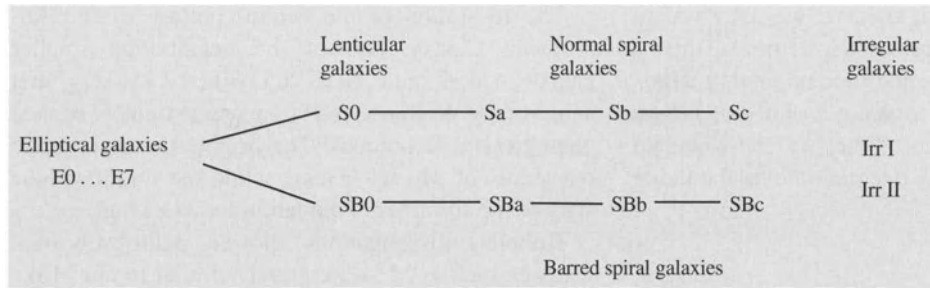 Lenticular galaxies
Normal spiral galaxies
Irregular galaxies
S0 Sa Sb Sc
Elliptical galaxies
E0 . . . E7
Irr I
Irr II
SB0 SBa SBb SBc
Barred spiral galaxies